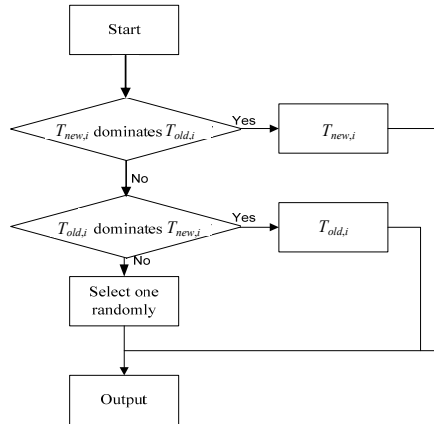 Start
T_new,i dominates T_old,i
Yes
T_new,i
No
T_old,i dominates T_new,i
Yes
T_old,i
No
Select one
randomly
Output